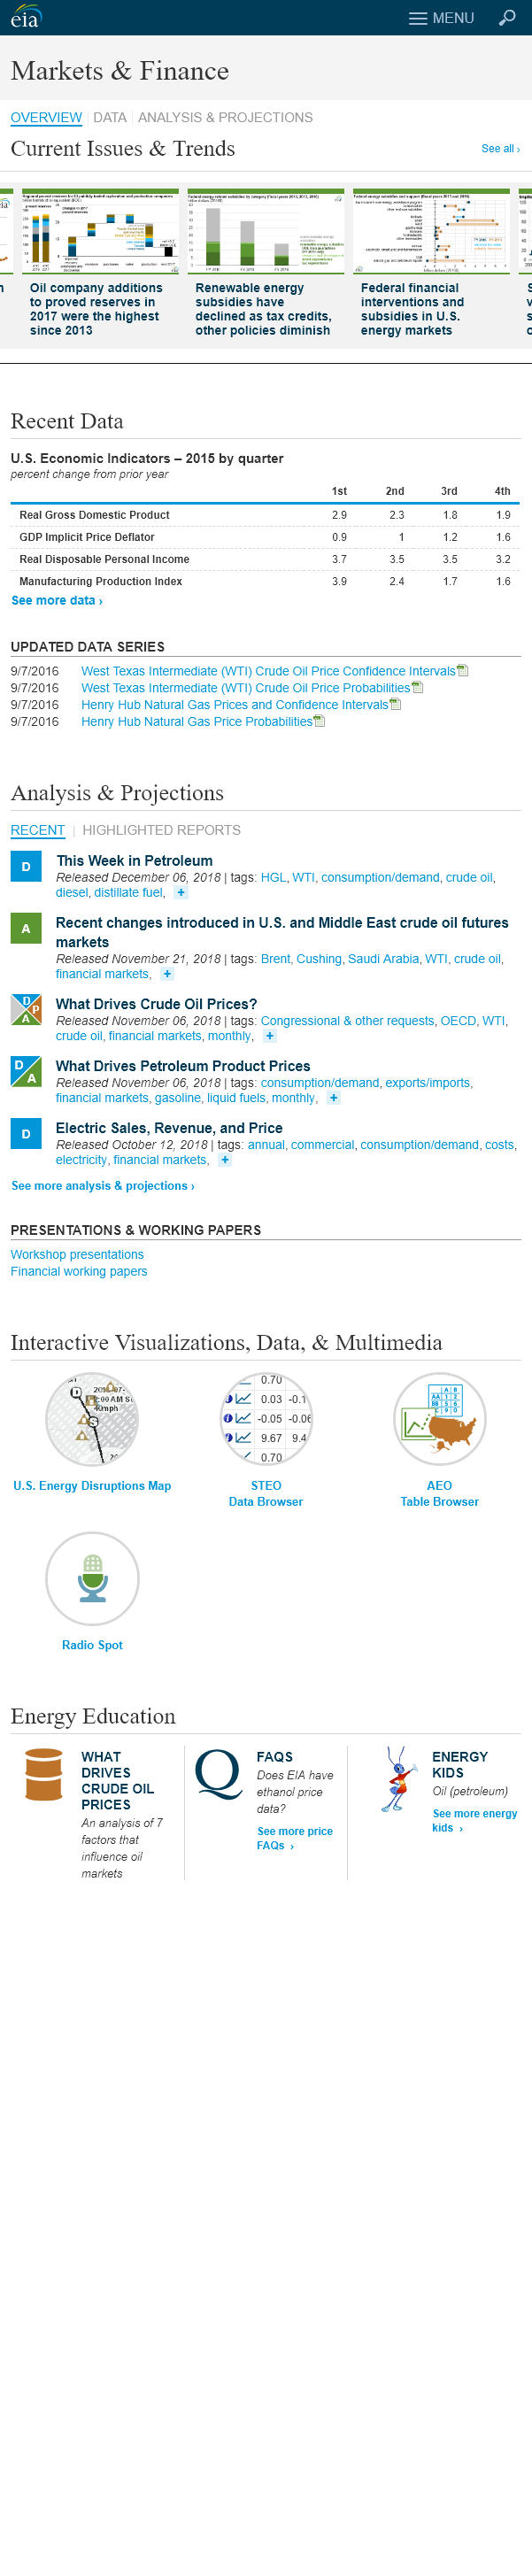 eia
MENU
Markets & Finance
OVERVIEW DATA ANALYSIS & PROJECTIONS
Current Issues & Trends
See all ›
Oil company additions
to proved reserves in
2017 were the highest
since 2013
Renewable energy
subsidies have
declined as tax credits,
other policies diminish
Federal financial
interventions and
subsidies in U.S.
energy markets
Recent Data
U.S. Economic Indicators – 2015 by quarter
percent change from prior year
1st 2nd 3rd 4th
Real Gross Domestic Product 2.9 2.3 1.8 1.9
GDP Implicit Price Deflator 0.9 1 1.2 1.6
Real Disposable Personal Income 3.7 3.5 3.5 3.2
Manufacturing Production Index 3.9 2.4 1.7 1.6
See more data ›
UPDATED DATA SERIES
9/7/2016 West Texas Intermediate (WTI) Crude Oil Price Confidence Intervals
9/7/2016 West Texas Intermediate (WTI) Crude Oil Price Probabilities
9/7/2016 Henry Hub Natural Gas Prices and Confidence Intervals
9/7/2016 Henry Hub Natural Gas Price Probabilities
Analysis & Projections
RECENT | HIGHLIGHTED REPORTS
D This Week in Petroleum
Released December 06, 2018 | tags: HGL, WTI, consumption/demand, crude oil,
diesel, distillate fuel, +
A Recent changes introduced in U.S. and Middle East crude oil futures
markets
Released November 21, 2018 | tags: Brent, Cushing, Saudi Arabia, WTI, crude oil,
financial markets, +
D P A What Drives Crude Oil Prices?
Released November 06, 2018 | tags: Congressional & other requests, OECD, WTI,
crude oil, financial markets, monthly, +
D A What Drives Petroleum Product Prices
Released November 06, 2018 | tags: consumption/demand, exports/imports,
financial markets, gasoline, liquid fuels, monthly, +
D Electric Sales, Revenue, and Price
Released October 12, 2018 | tags: annual, commercial, consumption/demand, costs,
electricity, financial markets, +
See more analysis & projections ›
PRESENTATIONS & WORKING PAPERS
Workshop presentations
Financial working papers
Interactive Visualizations, Data, & Multimedia
0.70
0.03 -0.1
-0.05 -0.06
9.67 9.4
0.70
U.S. Energy Disruptions Map
STEO
Data Browser
AEO
Table Browser
Radio Spot
Energy Education
WHAT
DRIVES
CRUDE OIL
PRICES
An analysis of 7
factors that
influence oil
markets
Q
FAQS
Does EIA have
ethanol price
data?
See more price
FAQs ›
ENERGY
KIDS
Oil (petroleum)
See more energy
kids ›